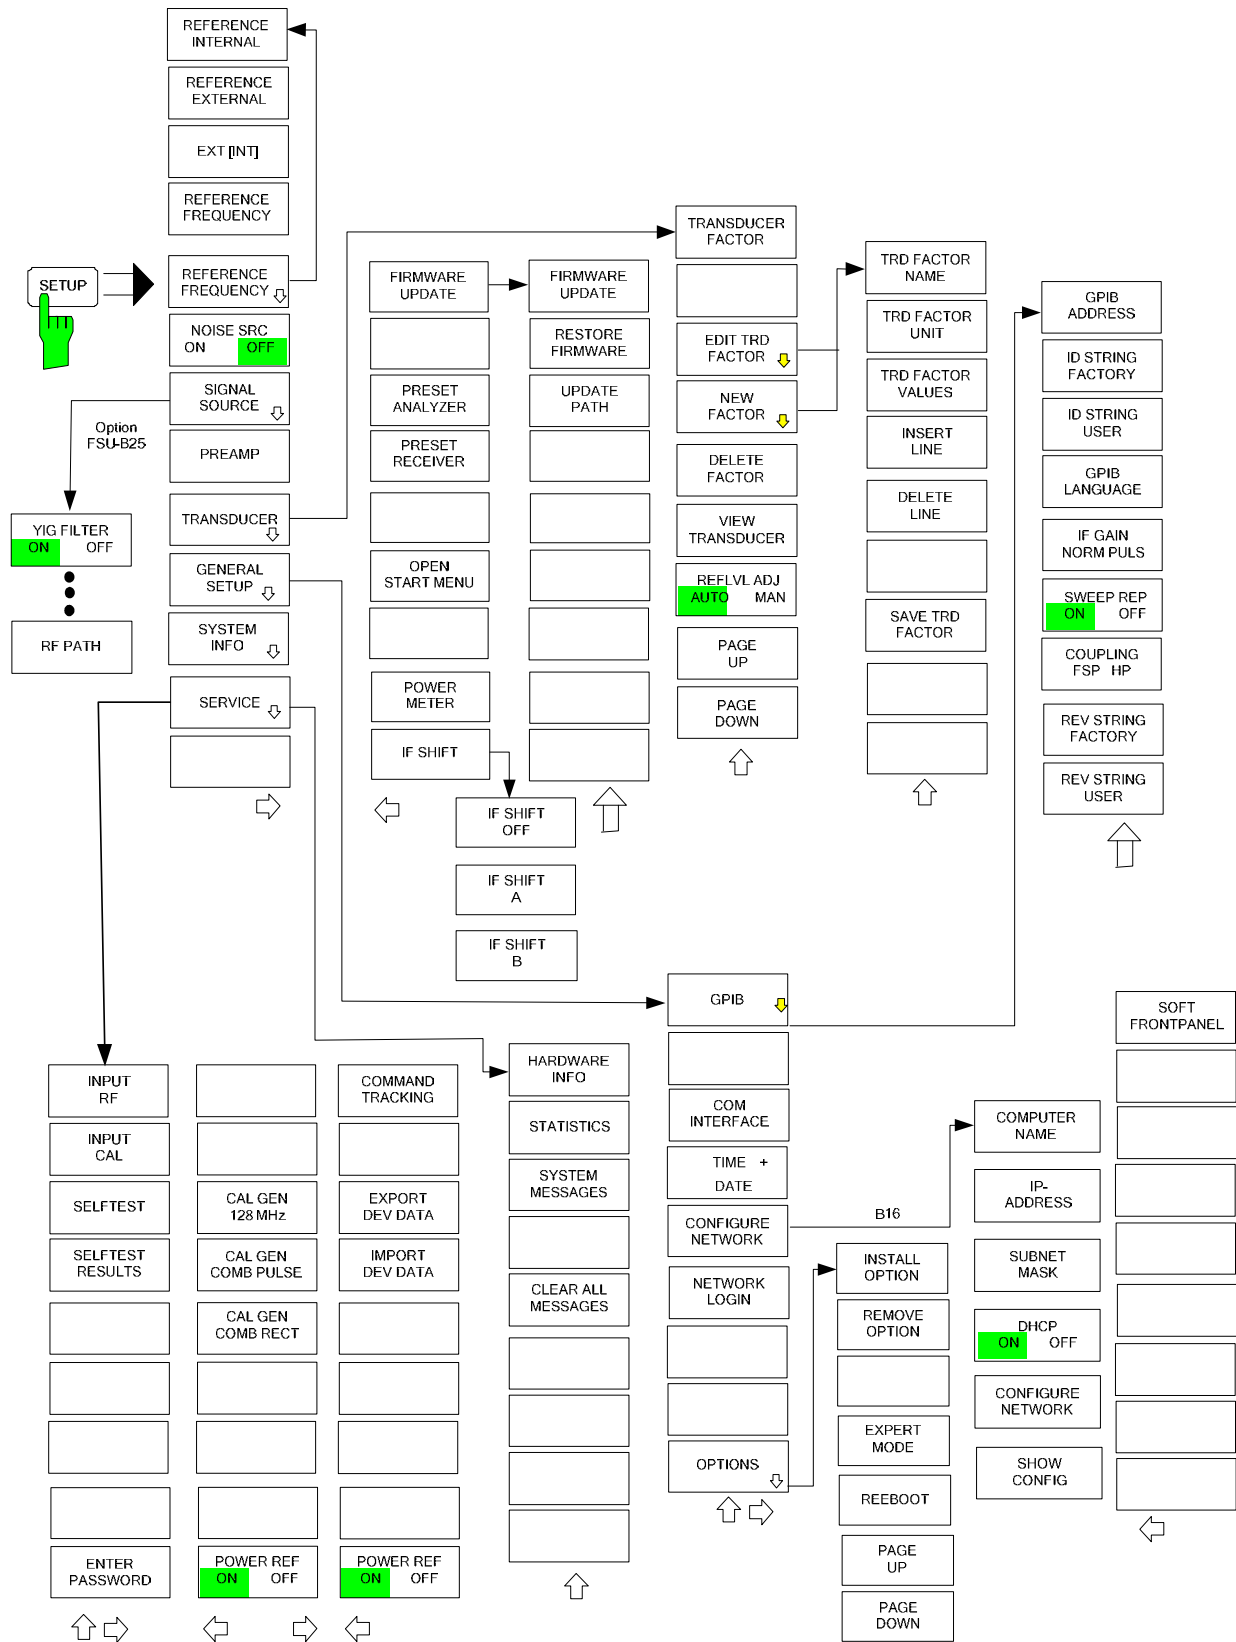 REFERENCE
INTERNAL
REFERENCE
EXTERNAL
EXT [INT]
REFERENCE
FREQUENCY
SETUP
REFERENCE
FREQUENCY
NOISE SRC
ON OFF
SIGNAL
SOURCE
Option
FSU-B25
PREAMP
TRANSDUCER
YIG FILTER
ON OFF
GENERAL
SETUP
SYSTEM
INFO
RF PATH
SERVICE
FIRMWARE
UPDATE
PRESET
ANALYZER
PRESET
RECEIVER
OPEN
START MENU
POWER
METER
IF SHIFT
FIRMWARE
UPDATE
RESTORE
FIRMWARE
UPDATE
PATH
IF SHIFT
OFF
IF SHIFT
A
IF SHIFT
B
TRANSDUCER
FACTOR
EDIT TRD
FACTOR
NEW
FACTOR
DELETE
FACTOR
VIEW
TRANSDUCER
REFLVL ADJ
AUTO MAN
PAGE
UP
PAGE
DOWN
TRD FACTOR
NAME
TRD FACTOR
UNIT
TRD FACTOR
VALUES
INSERT
LINE
DELETE
LINE
SAVE TRD
FACTOR
GPIB
ADDRESS
ID STRING
FACTORY
ID STRING
USER
GPIB
LANGUAGE
IF GAIN
NORM PULS
SWEEP REP
ON OFF
COUPLING
FSP HP
REV STRING
FACTORY
REV STRING
USER
INPUT
RF
INPUT
CAL
SELFTEST
SELFTEST
RESULTS
ENTER
PASSWORD
CAL GEN
128 MHz
CAL GEN
COMB PULSE
CAL GEN
COMB RECT
POWER REF
ON OFF
COMMAND
TRACKING
EXPORT
DEV DATA
IMPORT
DEV DATA
POWER REF
ON OFF
HARDWARE
INFO
STATISTICS
SYSTEM
MESSAGES
CLEAR ALL
MESSAGES
GPIB
COM
INTERFACE
TIME +
DATE
CONFIGURE
NETWORK
NETWORK
LOGIN
OPTIONS
B16
INSTALL
OPTION
REMOVE
OPTION
EXPERT
MODE
REEBOOT
PAGE
UP
PAGE
DOWN
COMPUTER
NAME
IP-
ADDRESS
SUBNET
MASK
DHCP
ON OFF
CONFIGURE
NETWORK
SHOW
CONFIG
SOFT
FRONTPANEL